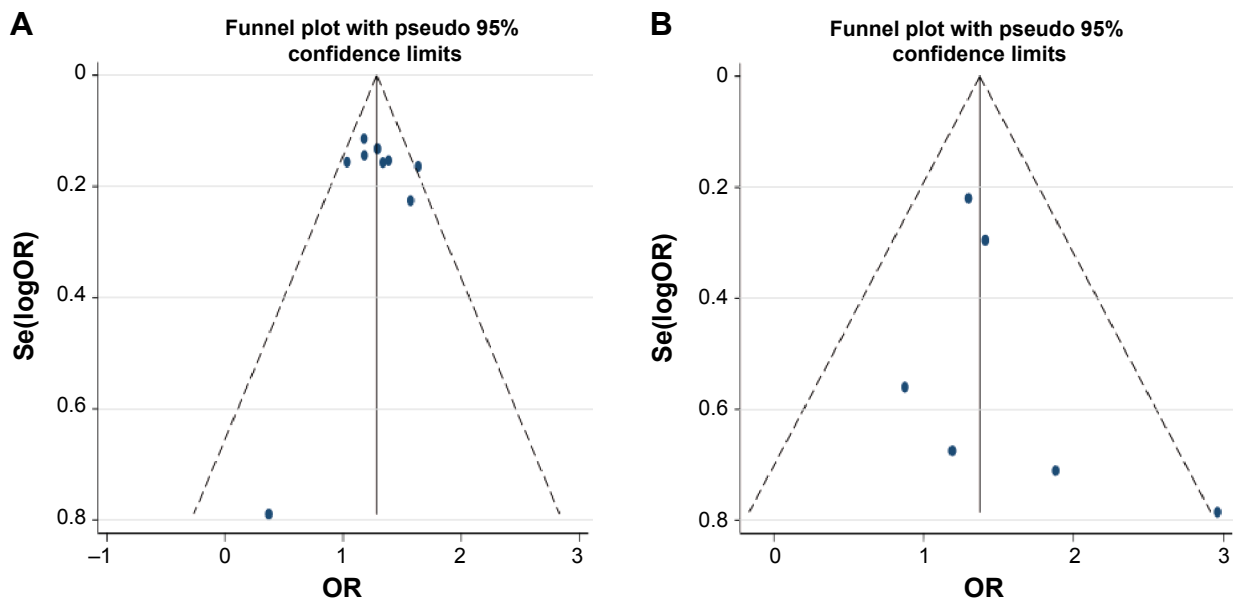 A
Funnel plot with pseudo 95%
confidence limits
0
0.2
0.4
0.6
0.8
Se(logOR)
–1
0
1
2
3
OR
B
Funnel plot with pseudo 95%
confidence limits
0
0.2
0.4
0.6
0.8
Se(logOR)
0
1
2
3
OR